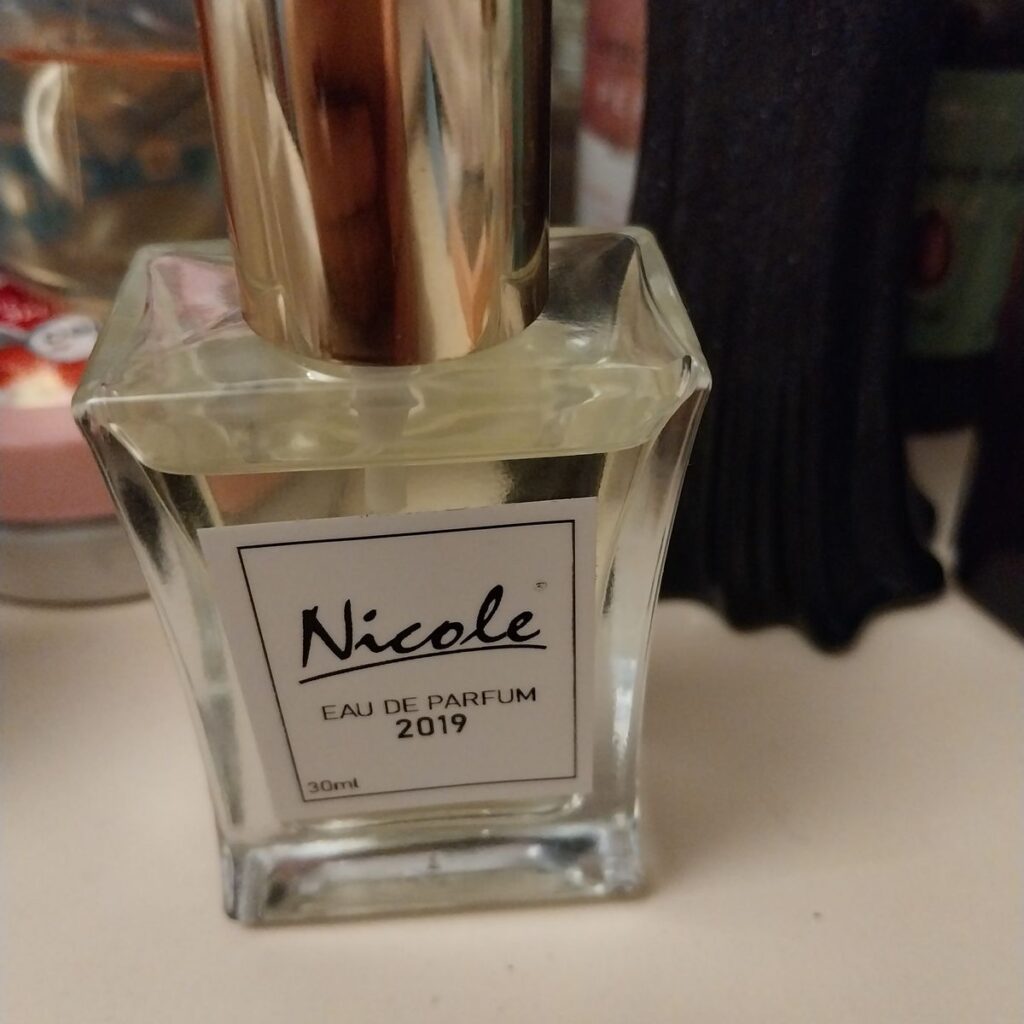 Nicole®
EAU DE PARFUM
2019
30ml